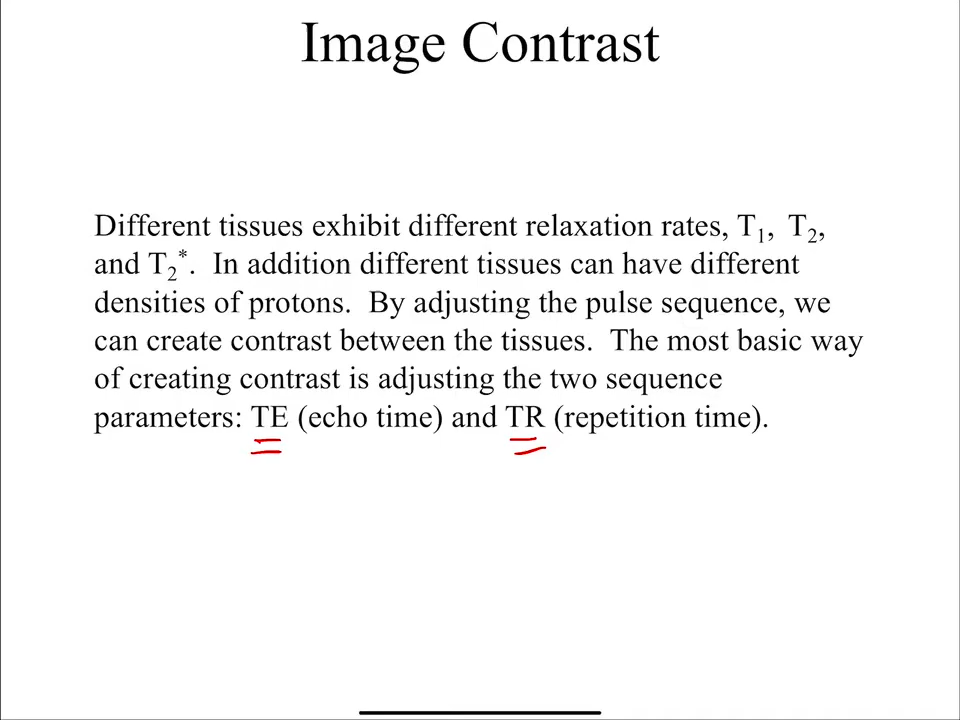 Image Contrast
Different tissues exhibit different relaxation rates, T₁, T₂,
and T₂*. In addition different tissues can have different
densities of protons. By adjusting the pulse sequence, we
can create contrast between the tissues. The most basic way
of creating contrast is adjusting the two sequence
parameters: TE (echo time) and TR (repetition time).